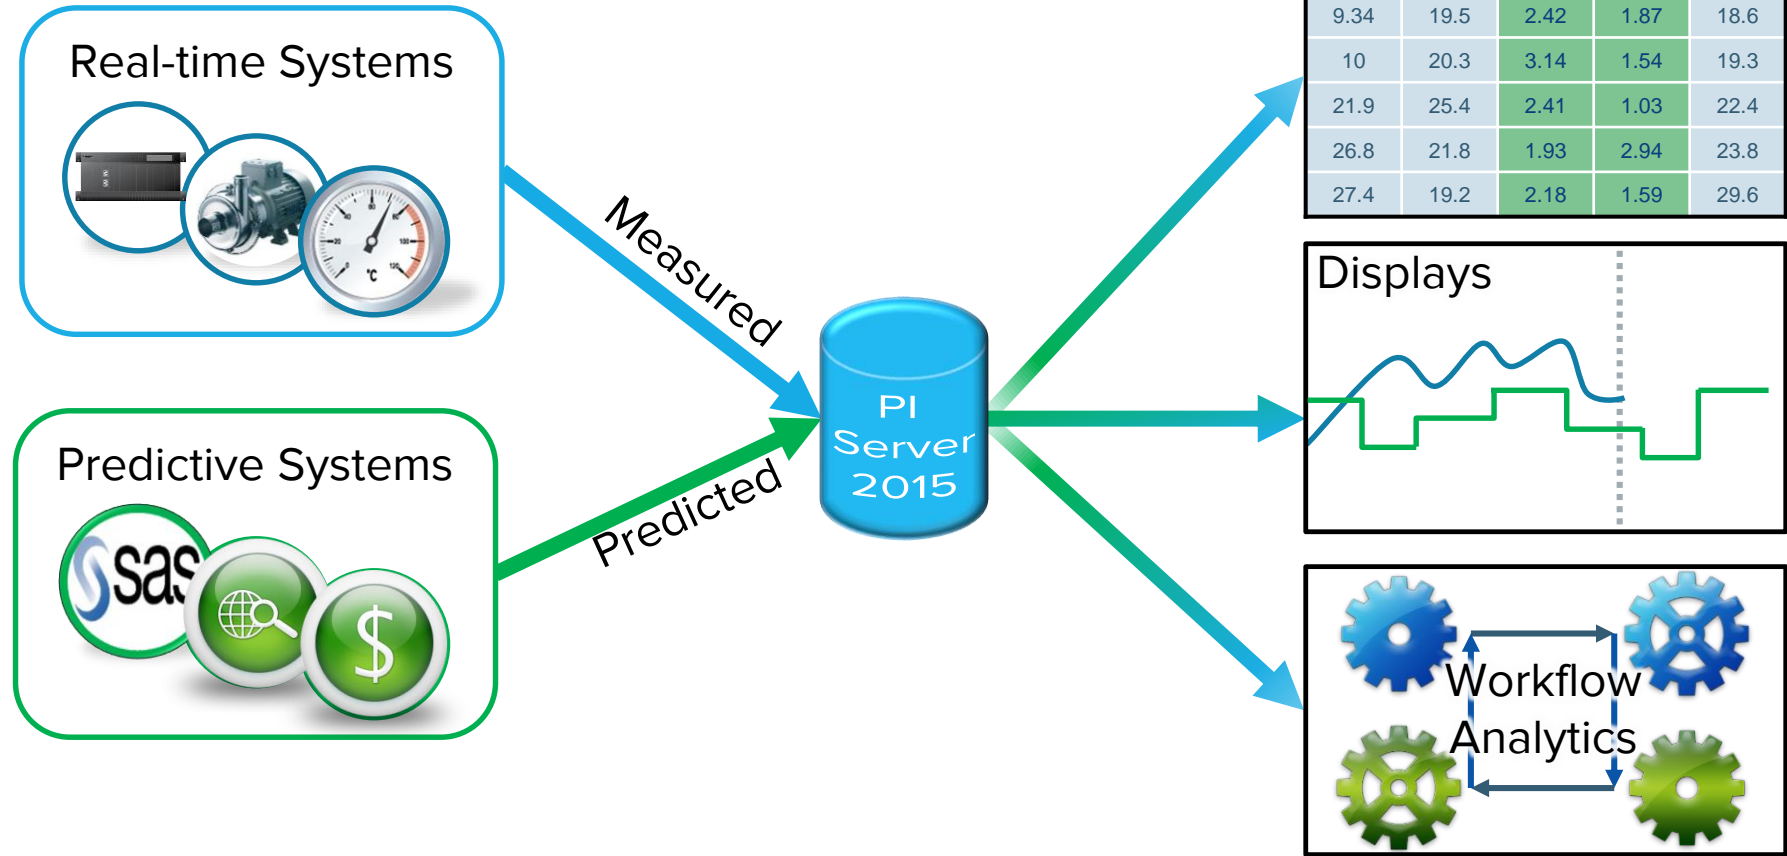 Real-time Systems
Measured
Predictive Systems
sas
$
Predicted
PI
Server
2015
9.34 19.5 2.42 1.87 18.6
10 20.3 3.14 1.54 19.3
21.9 25.4 2.41 1.03 22.4
26.8 21.8 1.93 2.94 23.8
27.4 19.2 2.18 1.59 29.6
Displays
Workflow
Analytics